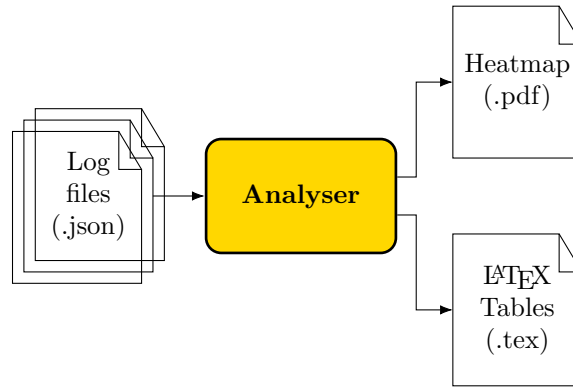 Log
files
(.json)
Analyser
Heatmap
(.pdf)
LATEX
Tables
(.tex)